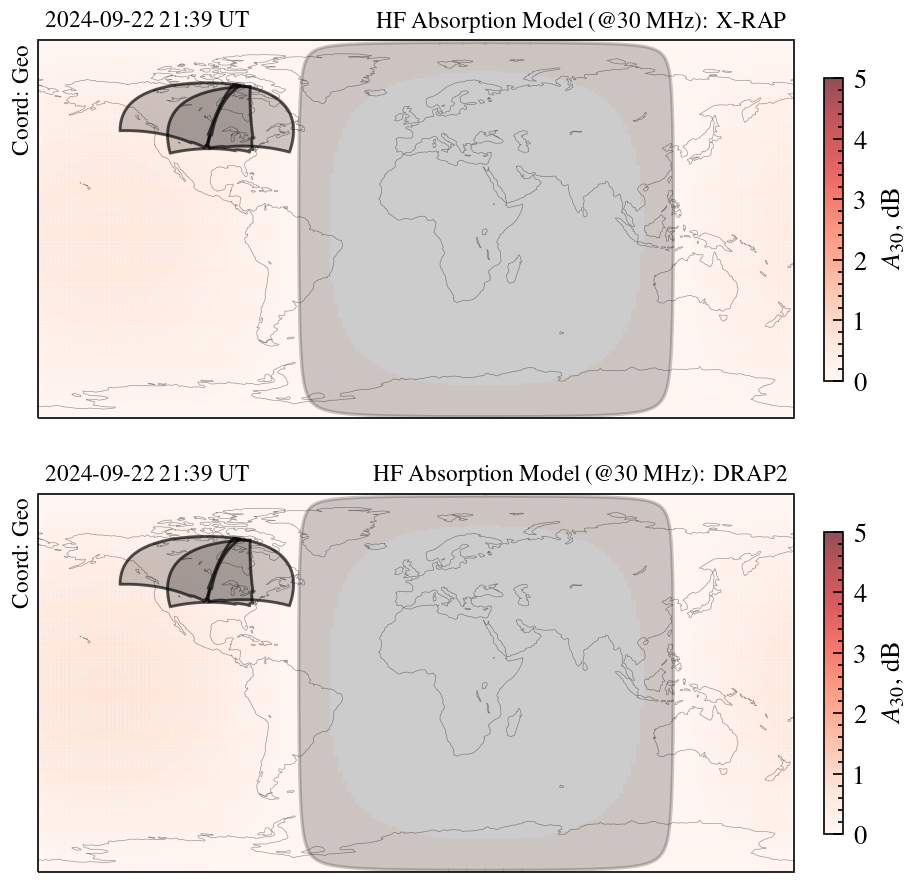 2024-09-22 21:39 UT
HF Absorption Model (@30 MHz): X-RAP
Coord: Geo
5
4
3
2
1
0
A30, dB
2024-09-22 21:39 UT
HF Absorption Model (@30 MHz): DRAP2
Coord: Geo
5
4
3
2
1
0
A30, dB